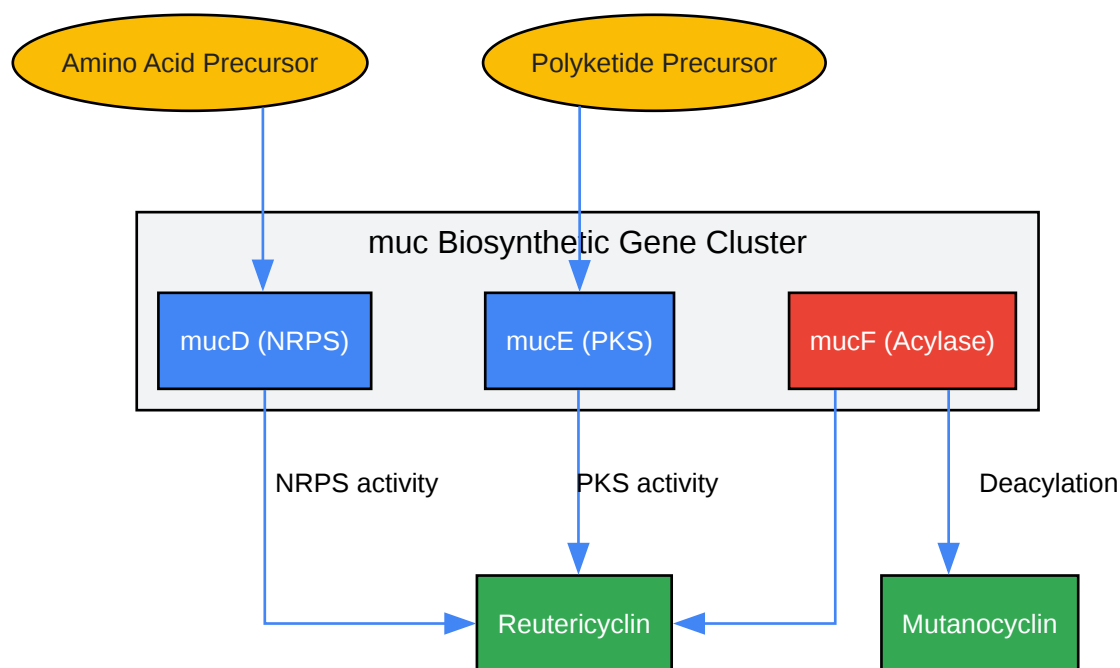 Amino Acid Precursor
Polyketide Precursor
muc Biosynthetic Gene Cluster
mucD (NRPS)
mucE (PKS)
mucF (Acylase)
NRPS activity
PKS activity
Deacylation
Reutericyclin
Mutanocyclin